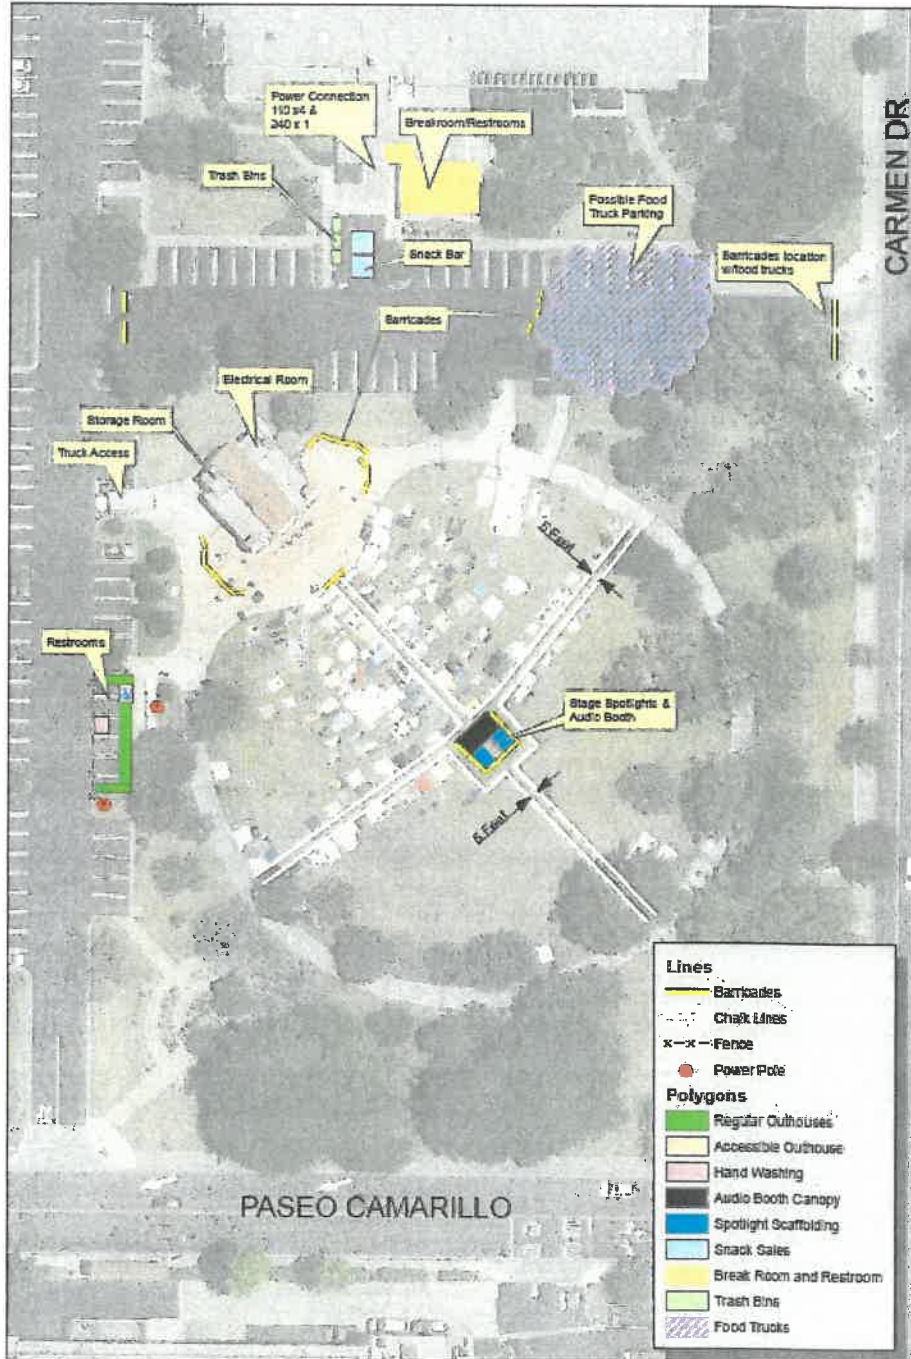 Power Connection
110 x4 &
240 x 1
Breakroom/Restrooms
Trash Bins
Possible Food
Truck Parking
CARMEN DR
Snack Bar
Barricades location
w/food trucks
Barricades
Electrical Room
Storage Room
Truck Access
5 Feet
Restrooms
Stage Spotlights &
Audio Booth
5 Feet
Lines
Barricades
Chalk Lines
x-x- Fence
Power Pole
Polygons
Regular Outhouses
Accessible Outhouse
Hand Washing
Audio Booth Canopy
Spotlight Scaffolding
Snack Sales
Break Room and Restroom
Trash Bins
Food Trucks
PASEO CAMARILLO